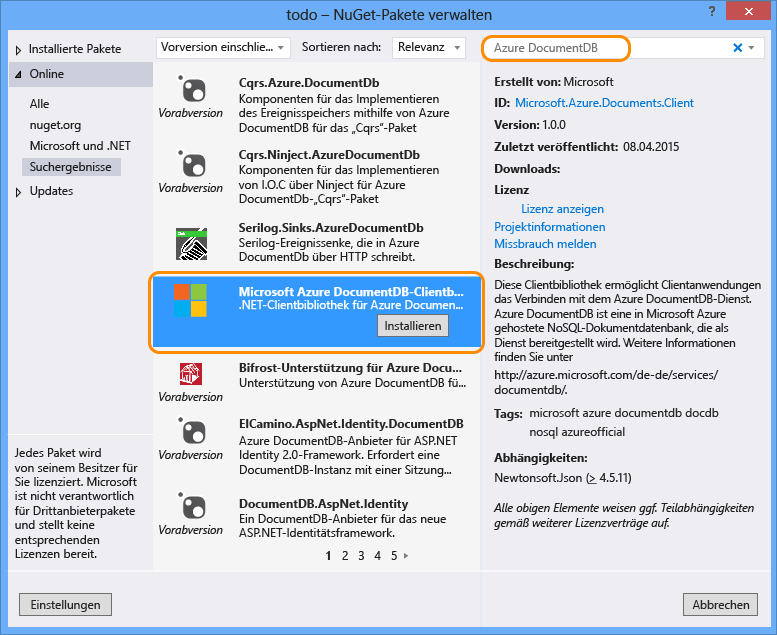 todo – NuGet-Pakete verwalten
?
Installierte Pakete
Online
Alle
nuget.org
Microsoft und .NET
Suchergebnisse
Updates
Jedes Paket wird
von seinem Besitzer für
Sie lizenziert. Microsoft
ist nicht verantwortlich
für Drittanbieterpakete
und stellt keine
entsprechenden
Lizenzen bereit.
Einstellungen
Vorversion einschlie...
Sortieren nach:
Relevanz
Cqrs.Azure.DocumentDb
Komponenten für das Implementieren
des Ereignisspeichers mithilfe von Azure
DocumentDB für das „Cqrs“-Paket
Vorabversion
Cqrs.Ninject.AzureDocumentDb
Komponenten für das Implementieren
von I.O.C über Ninject für Azure
DocumentDb-„Cqrs“-Paket
Vorabversion
Serilog.Sinks.AzureDocumentDb
Serilog-Ereignissenke, die in Azure
DocumentDb über HTTP schreibt.
Microsoft Azure DocumentDB-Clientb...
.NET-Clientbibliothek für Azure Documen...
Installieren
Bifrost-Unterstützung für Azure Docu...
Unterstützung von Azure DocumentDB fü...
Vorabversion
ElCamino.AspNet.Identity.DocumentDB
Azure DocumentDB-Anbieter für ASP.NET
Identity 2.0-Framework. Erfordert eine
DocumentDB-Instanz mit einer Sitzung...
Vorabversion
DocumentDB.AspNet.Identity
Ein DocumentDB-Anbieter für das neue
ASP.NET-Identitätsframework.
Vorabversion
1 2 3 4 5
Azure DocumentDB
Erstellt von: Microsoft
ID: Microsoft.Azure.Documents.Client
Version: 1.0.0
Zuletzt veröffentlicht: 08.04.2015
Downloads:
Lizenz
Lizenz anzeigen
Projektinformationen
Missbrauch melden
Beschreibung:
Diese Clientbibliothek ermöglicht Clientanwendungen
das Verbinden mit dem Azure DocumentDB-Dienst.
Azure DocumentDB ist eine in Microsoft Azure
gehostete NoSQL-Dokumentdatenbank, die als
Dienst bereitgestellt wird. Weitere Informationen
finden Sie unter
http://azure.microsoft.com/de-de/services/
documentdb/.
Tags: microsoft azure documentdb docdb
nosql azureofficial
Abhängigkeiten:
Newtonsoft.Json (≥ 4.5.11)
Alle obigen Elemente weisen ggf. Teilabhängigkeiten
gemäß weiterer Lizenzverträge auf.
Abbrechen